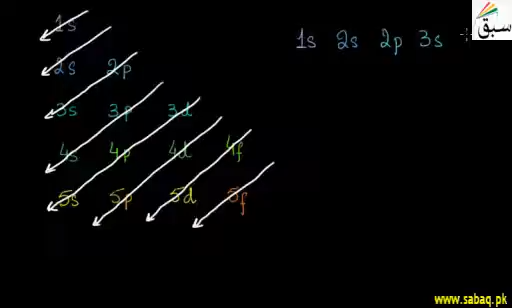 1s
1s 2s 2p 3s
سبق
2s 2p
3s 3p 3d
4s 4p 4d 4f
5s 5p 5d 5f
www.sabaq.pk